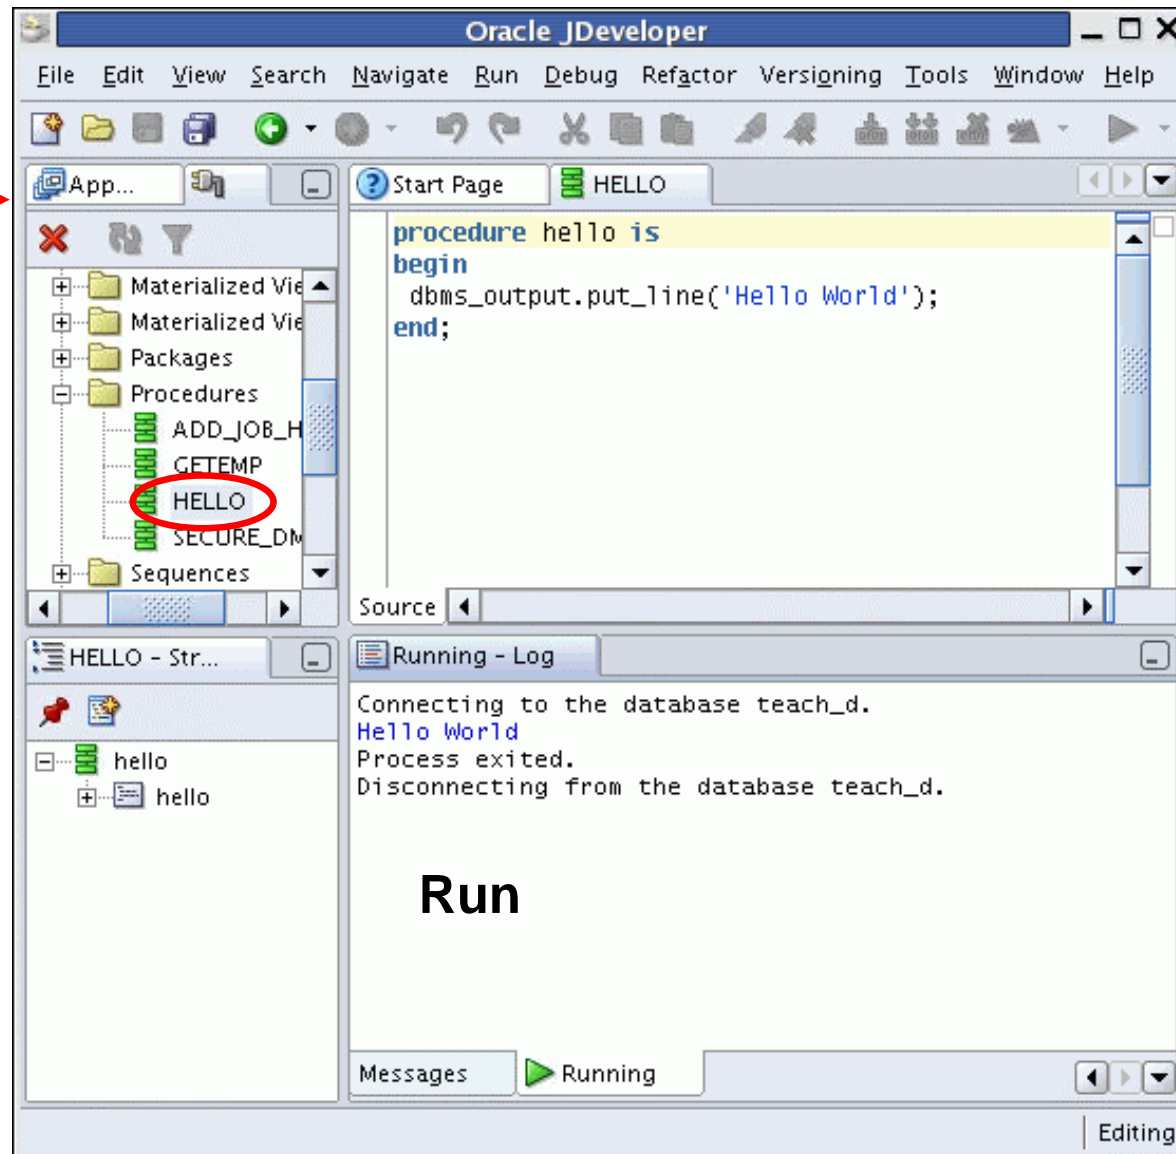 Oracle JDeveloper
File Edit View Search Navigate Run Debug Refactor Versioning Tools Window Help
App...
Start Page
HELLO
procedure hello is
begin
dbms_output.put_line('Hello World');
end;
Materialized Vie
Materialized Vie
Packages
Procedures
ADD_JOB_H
GETEMP
HELLO
SECURE_DM
Sequences
Source
HELLO - Str...
hello
hello
Running - Log
Connecting to the database teach_d.
Hello World
Process exited.
Disconnecting from the database teach_d.
Run
Messages
Running
Editing